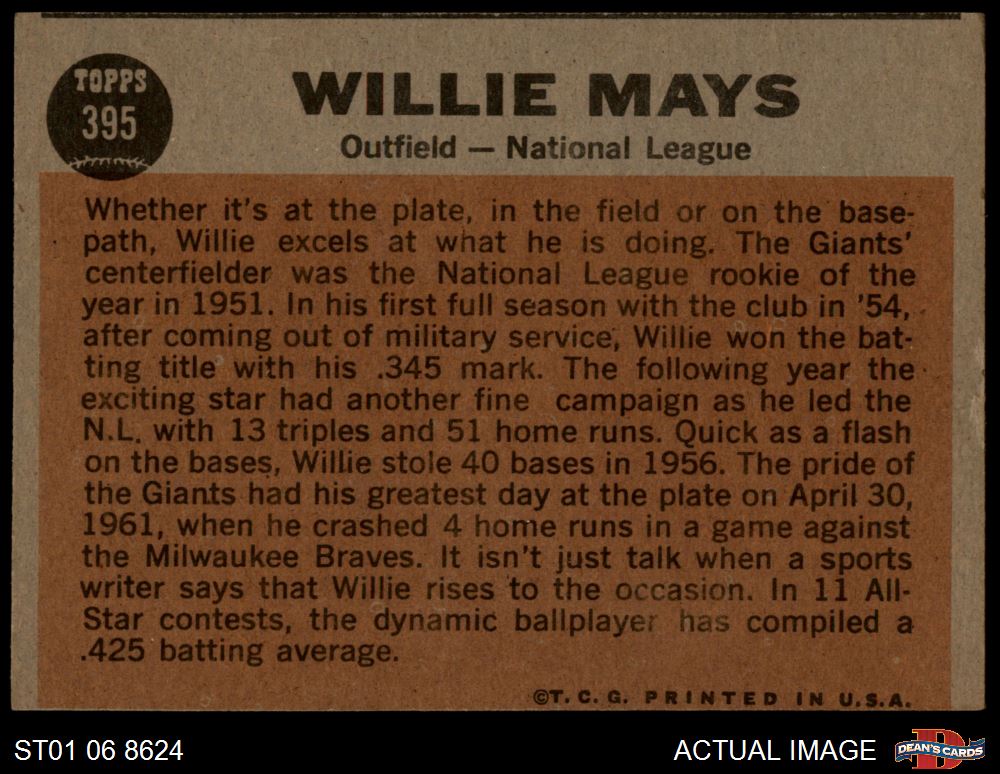 TOPPS
395
WILLIE MAYS
Outfield — National League
Whether it's at the plate, in the field or on the base-
path, Willie excels at what he is doing. The Giants'
centerfielder was the National League rookie of the
year in 1951. In his first full season with the club in '54,
after coming out of military service, Willie won the bat-
ting title with his .345 mark. The following year the
exciting star had another fine campaign as he led the
N.L. with 13 triples and 51 home runs. Quick as a flash
on the bases, Willie stole 40 bases in 1956. The pride of
the Giants had his greatest day at the plate on April 30,
1961, when he crashed 4 home runs in a game against
the Milwaukee Braves. It isn't just talk when a sports
writer says that Willie rises to the occasion. In 11 All-
Star contests, the dynamic ballplayer has compiled a
.425 batting average.
©T. C. G. PRINTED IN U.S.A.
ST01 06 8624
ACTUAL IMAGE
D
DEAN'S CARDS